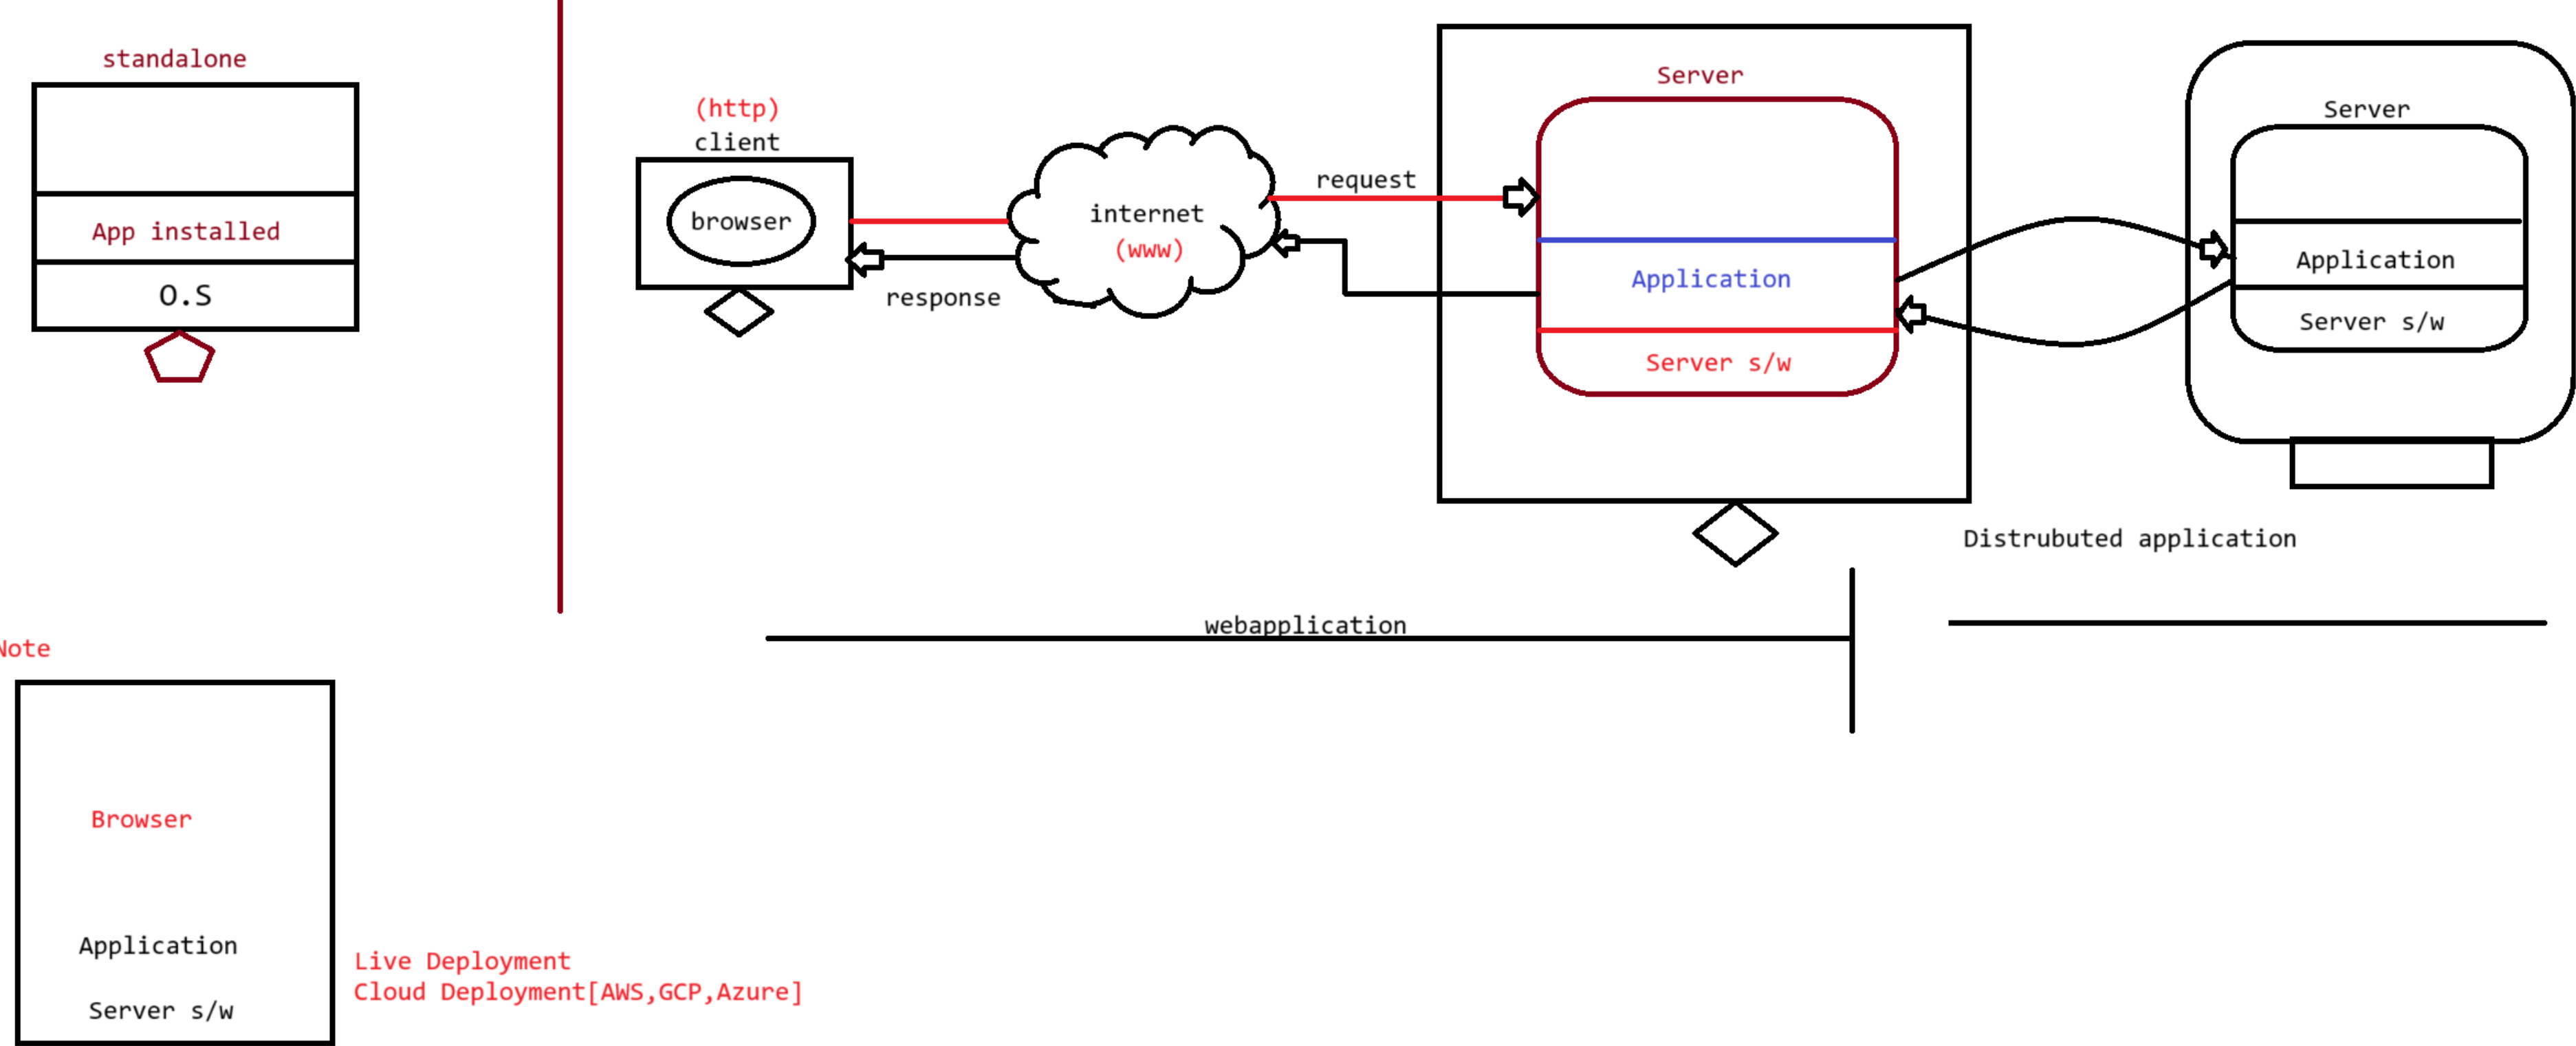 standalone
App installed
O.S
(http)
client
browser
response
internet
(www)
request
Server
Application
Server s/w
Server
Application
Server s/w
Distrubuted application
webapplication
Note
Browser
Application
Server s/w
Live Deployment
Cloud Deployment[AWS,GCP,Azure]